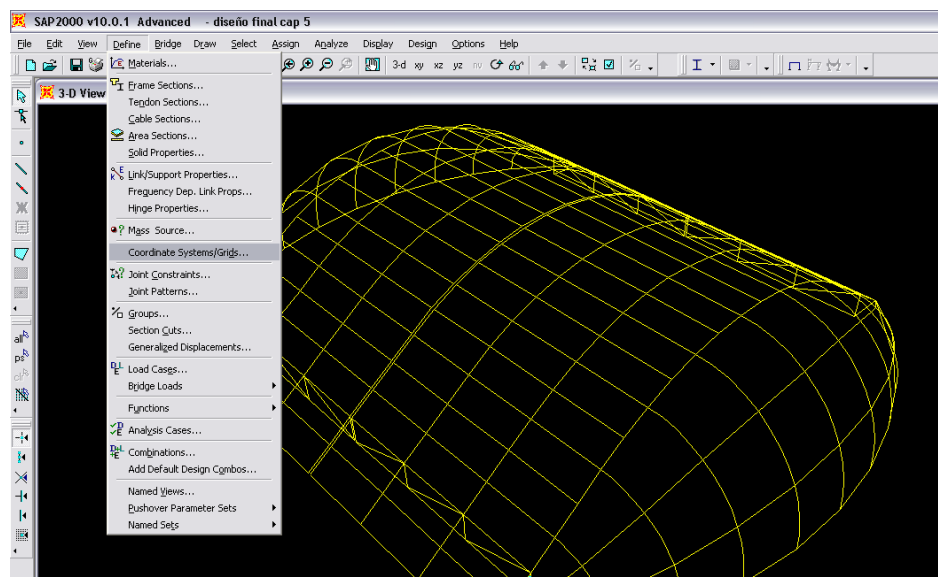 SAP2000 v10.0.1 Advanced - diseño final cap 5
File Edit View Define Bridge Draw Select Assign Analyze Display Design Options Help
3-d xy xz yz nv
3-D View
Materials...
Frame Sections...
Tendon Sections...
Cable Sections...
Area Sections...
Solid Properties...
Link/Support Properties...
Frequency Dep. Link Props...
Hinge Properties...
Mass Source...
Coordinate Systems/Grids...
Joint Constraints...
Joint Patterns...
Groups...
Section Cuts...
Generalized Displacements...
Load Cases...
Bridge Loads
Functions
Analysis Cases...
Combinations...
Add Default Design Combos...
Named Views...
Pushover Parameter Sets
Named Sets
all
ps
clr